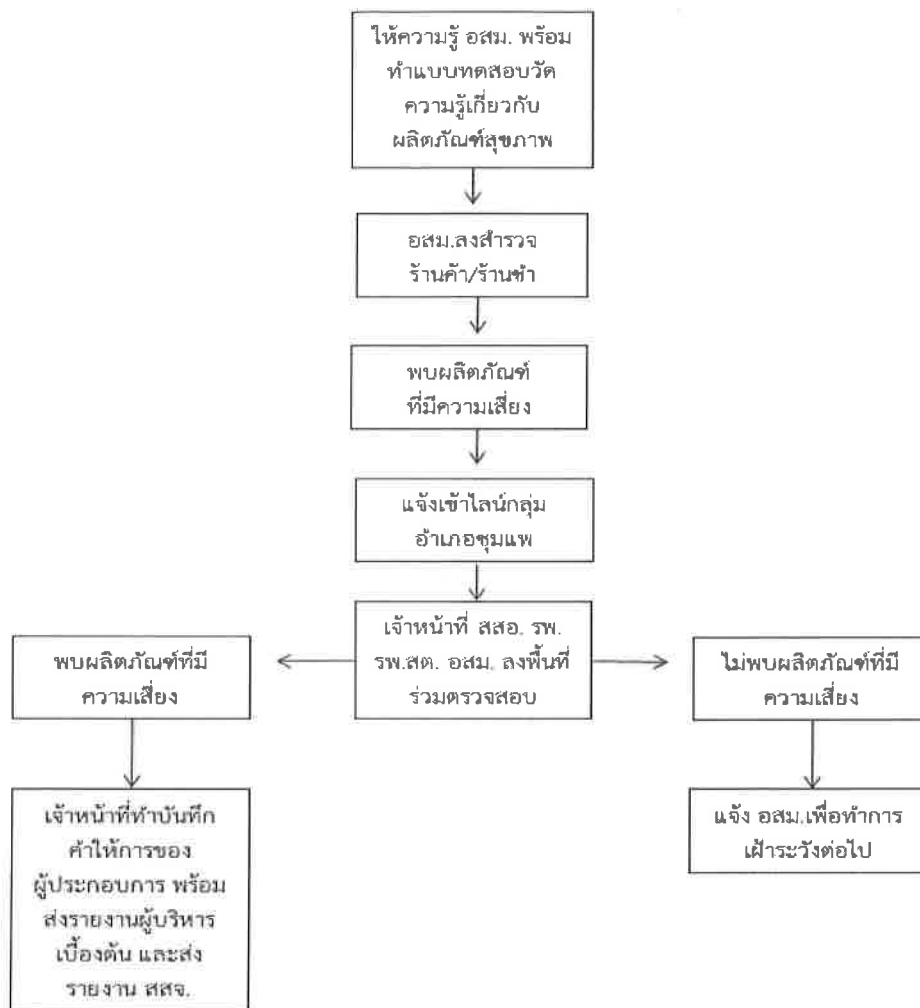 ให้ความรู้ อสม. พร้อม
ทำแบบทดสอบวัด
ความรู้เกี่ยวกับ
ผลิตภัณฑ์สุขภาพ
อสม.ลงสำรวจ
ร้านค้า/ร้านชำ
พบผลิตภัณฑ์
ที่มีความเสี่ยง
แจ้งเข้าไลน์กลุ่ม
อำเภอชุมแพ
เจ้าหน้าที่ สสอ. รพ.
รพ.สต. อสม. ลงพื้นที่
ร่วมตรวจสอบ
พบผลิตภัณฑ์ที่มี
ความเสี่ยง
ไม่พบผลิตภัณฑ์ที่มี
ความเสี่ยง
เจ้าหน้าที่ทำบันทึก
คำให้การของ
ผู้ประกอบการ พร้อม
ส่งรายงานผู้บริหาร
เบื้องต้น และส่ง
รายงาน สสจ.
แจ้ง อสม.เพื่อทำการ
เฝ้าระวังต่อไป